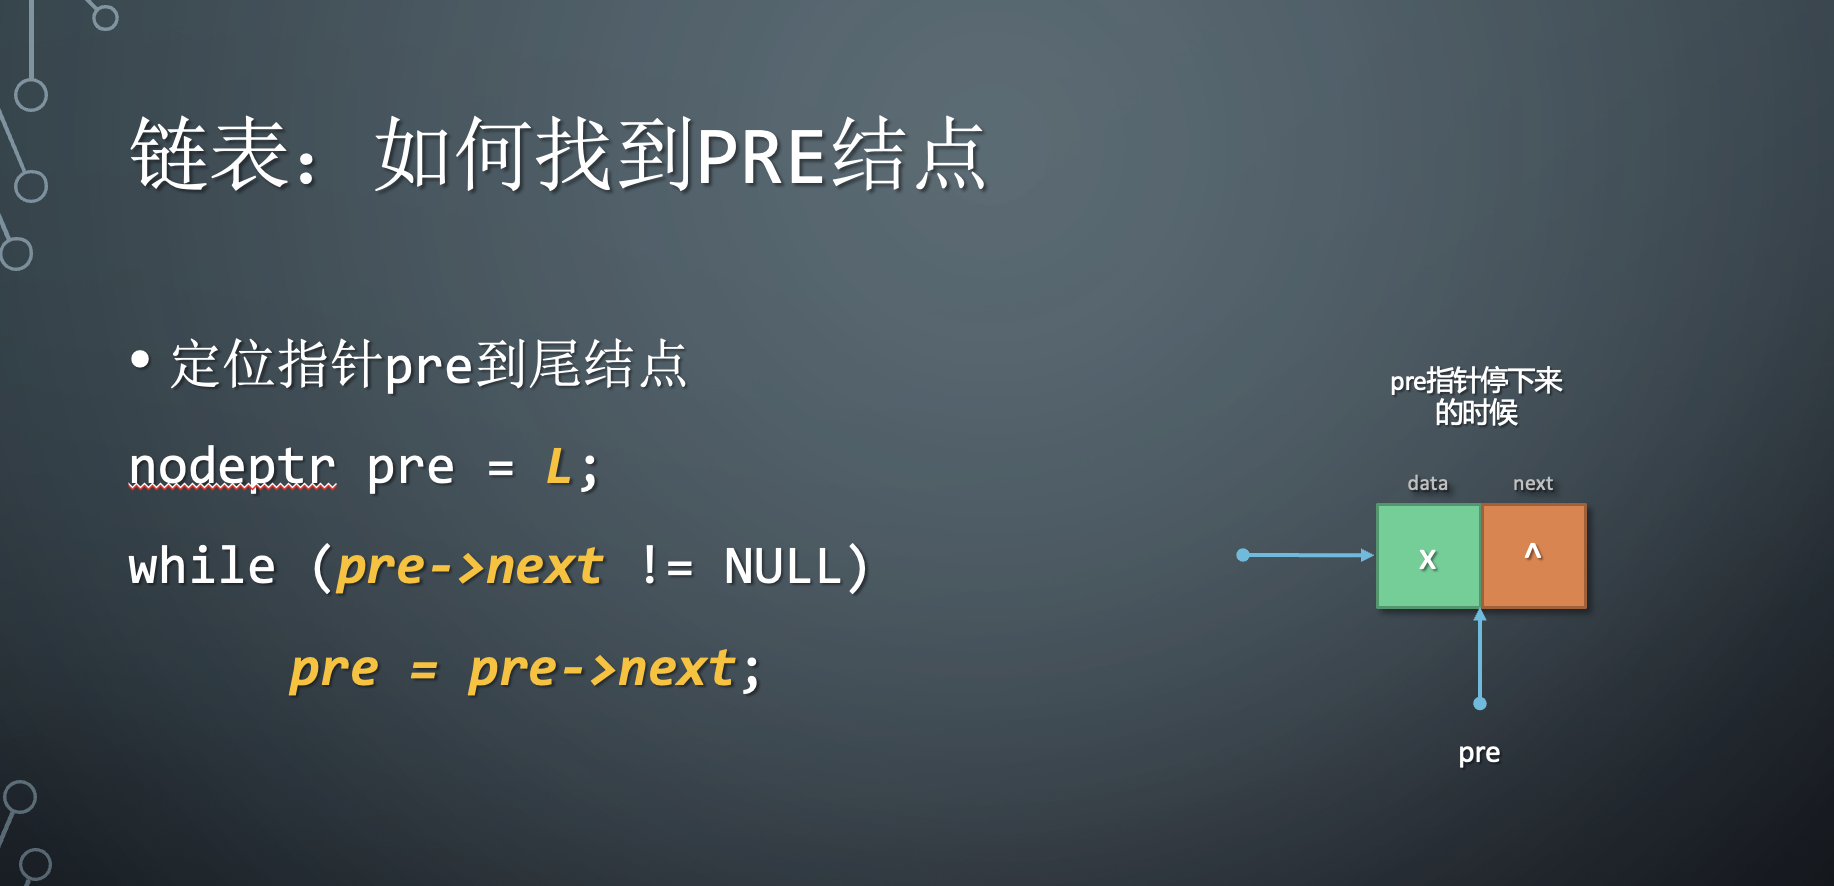 链表：如何找到PRE结点
• 定位指针pre到尾结点
nodeptr pre = L;
while (pre->next != NULL)
pre = pre->next;
pre指针停下来
的时候
data next
x ^
pre